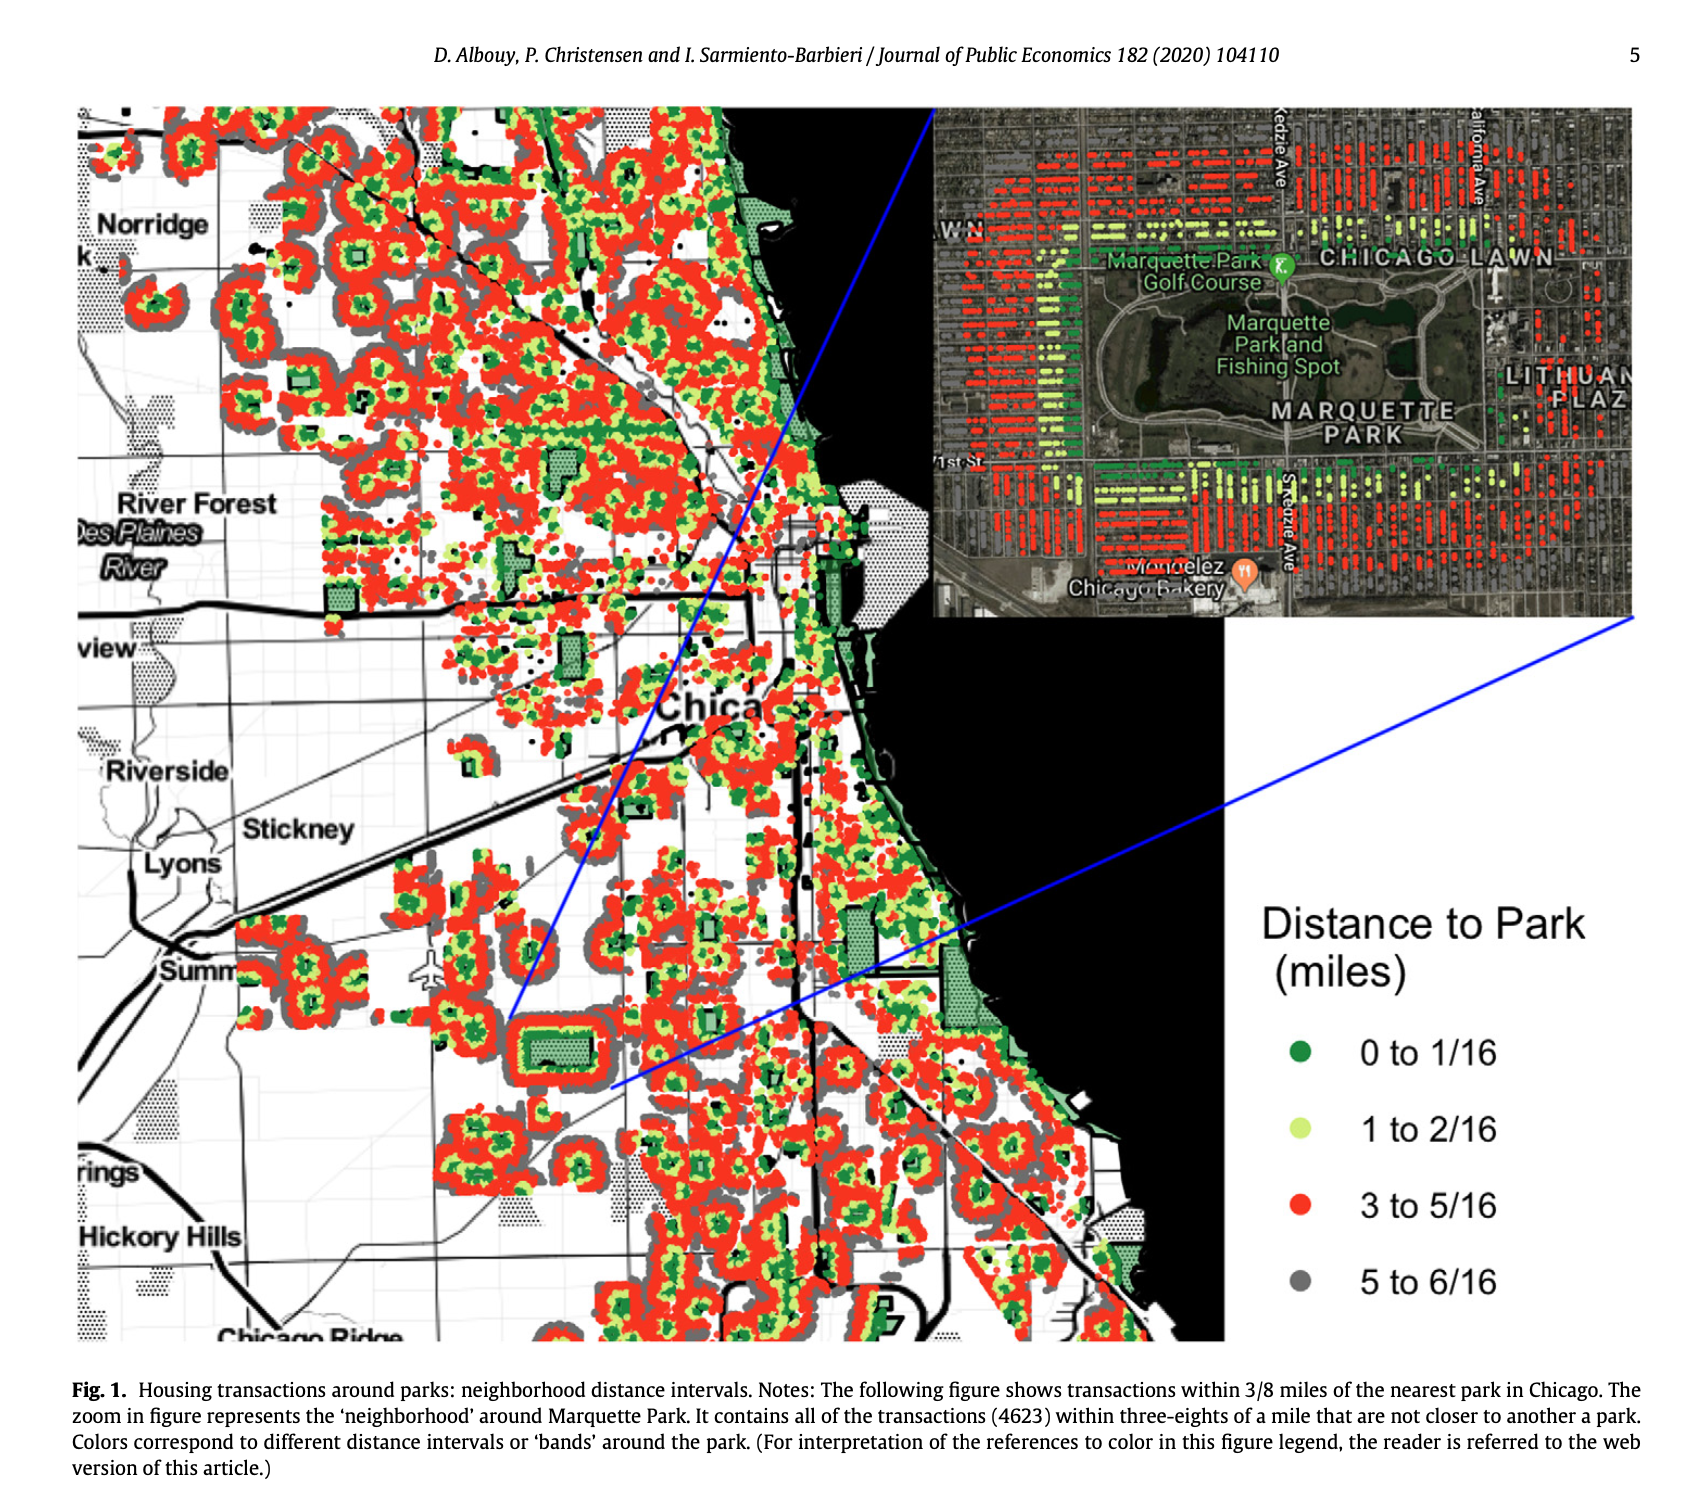 D. Albouy, P. Christensen and I. Sarmiento-Barbieri / Journal of Public Economics 182 (2020) 104110
5
Norridge
k
River Forest
Des Plaines
River
view
Chica
Riverside
Stickney
Lyons
Summ
rings
Hickory Hills
Chicago Ridge
Kedzie Ave
alifornia Ave
WN
CHICAGO LAWN
Marquette Park
Golf Course
Marquette
Park and
Fishing Spot
LITHUAN
PLAZ
MARQUETTE
PARK
71st St
S Kedzie Ave
Mondelez
Chicago Bakery
Distance to Park
(miles)
0 to 1/16
1 to 2/16
3 to 5/16
5 to 6/16
Fig. 1. Housing transactions around parks: neighborhood distance intervals. Notes: The following figure shows transactions within 3/8 miles of the nearest park in Chicago. The
zoom in figure represents the ‘neighborhood’ around Marquette Park. It contains all of the transactions (4623) within three-eights of a mile that are not closer to another a park.
Colors correspond to different distance intervals or ‘bands’ around the park. (For interpretation of the references to color in this figure legend, the reader is referred to the web
version of this article.)